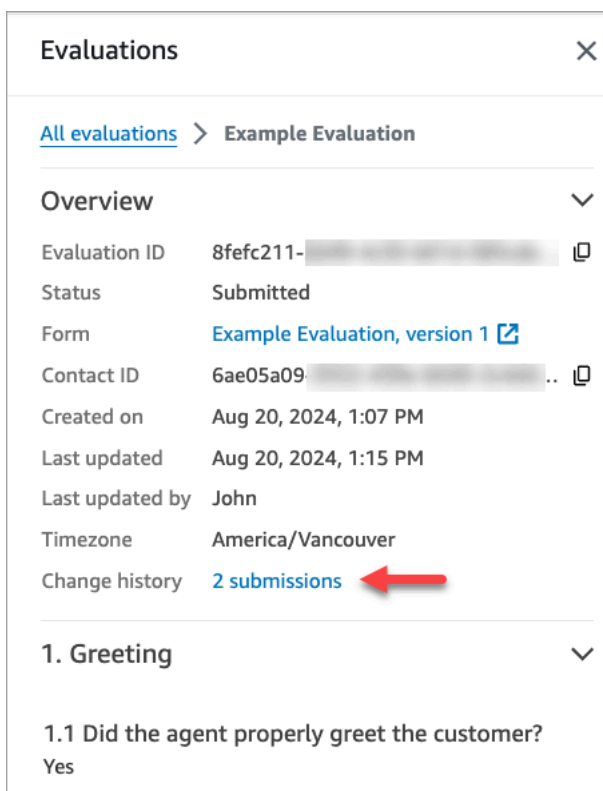 Evaluations
All evaluations > Example Evaluation
Overview
Evaluation ID 8fefc211-
Status Submitted
Form Example Evaluation, version 1
Contact ID 6ae05a09- ..
Created on Aug 20, 2024, 1:07 PM
Last updated Aug 20, 2024, 1:15 PM
Last updated by John
Timezone America/Vancouver
Change history 2 submissions
1. Greeting
1.1 Did the agent properly greet the customer?
Yes